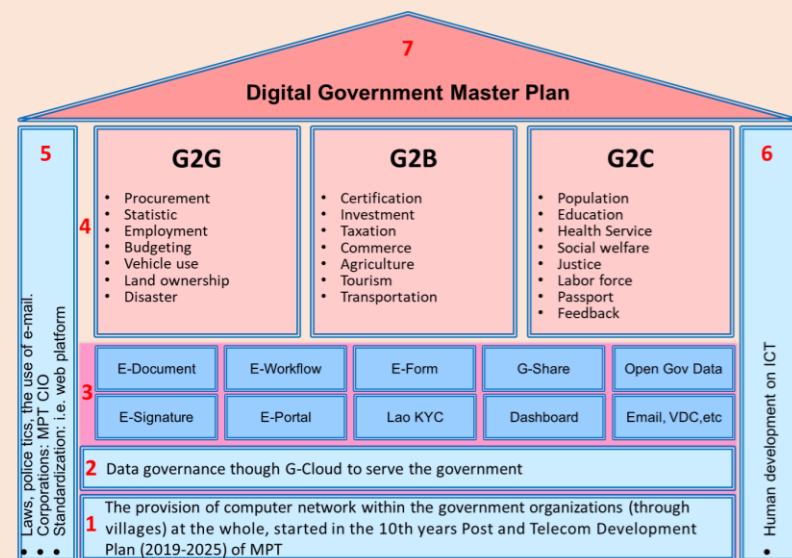 7
Digital Government Master Plan
5
Laws, police tics, the use of e-mail.
Corporations: MPT CIO
Standardization: i.e. web platform
4
G2G
• Procurement
• Statistic
• Employment
• Budgeting
• Vehicle use
• Land ownership
• Disaster
G2B
• Certification
• Investment
• Taxation
• Commerce
• Agriculture
• Tourism
• Transportation
G2C
• Population
• Education
• Health Service
• Social welfare
• Justice
• Labor force
• Passport
• Feedback
6
• Human development on ICT
3
E-Document
E-Workflow
E-Form
G-Share
Open Gov Data
E-Signature
E-Portal
Lao KYC
Dashboard
Email, VDC,etc
2 Data governance though G-Cloud to serve the government
1 The provision of computer network within the government organizations (through
villages) at the whole, started in the 10th years Post and Telecom Development
Plan (2019-2025) of MPT